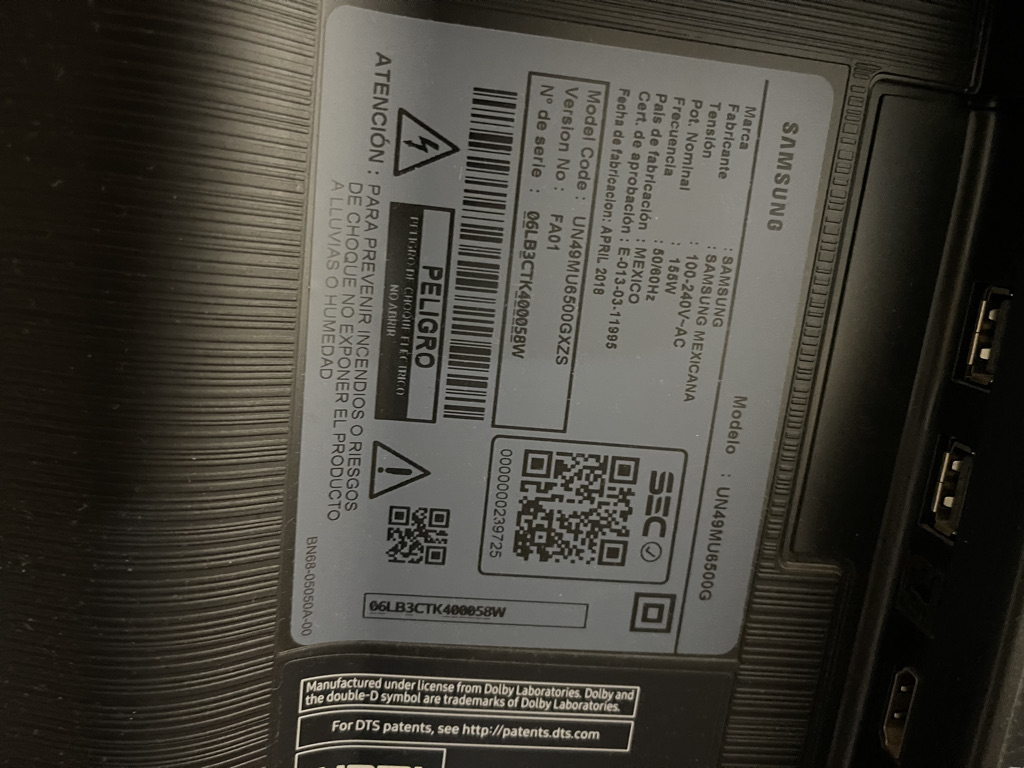 SAMSUNG
Modelo : UN49MU6500G
Marca : SAMSUNG
Fabricante : SAMSUNG MEXICANA
Tensión : 100-240V~AC
Pot. Nominal : 155W
Frecuencia : 50/60Hz
Pais de fabricación : MEXICO
Cert. de aprobación : E-013-03-11995
Fecha de fabricacion: APRIL 2018
Model Code : UN49MU6500GXZS
Version No : FA01
N° de serie : 06LB3CTK400058W
SEC
0000000239725
PELIGRO
PELIGRO DE CHOQUE ELÉCTRICO
NO ABRIR
ATENCIÓN : PARA PREVENIR INCENDIOS O RIESGOS
DE CHOQUE NO EXPONER EL PRODUCTO
A LLUVIAS O HUMEDAD
06LB3CTK400058W
BN68-05050A-00
Manufactured under license from Dolby Laboratories. Dolby and
the double-D symbol are trademarks of Dolby Laboratories.
For DTS patents, see http://patents.dts.com